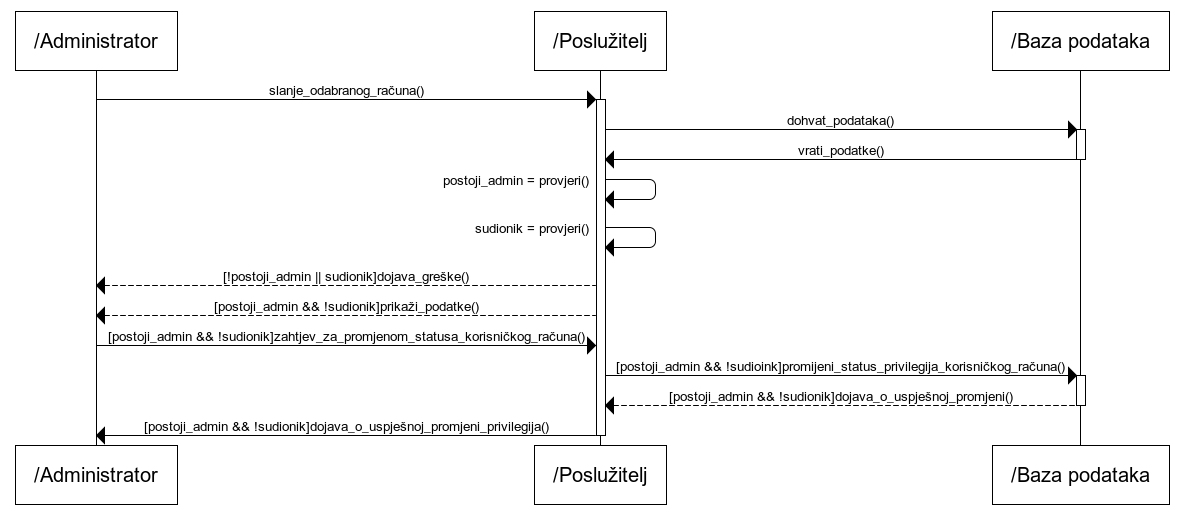 /Administrator
/Poslužitelj
/Baza podataka
slanje_odabranog_računa()
dohvat_podataka()
vrati_podatke()
postoji_admin = provjeri()
sudionik = provjeri()
[!postoji_admin || sudionik]dojava_greške()
[postoji_admin && !sudionik]prikaži_podatke()
[postoji_admin && !sudionik]zahtjev_za_promjenom_statusa_korisničkog_računa()
[postoji_admin && !sudioink]promijeni_status_privilegija_korisničkog_računa()
[postoji_admin && !sudionik]dojava_o_uspješnoj_promjeni()
[postoji_admin && !sudionik]dojava_o_uspješnoj_promjeni_privilegija()
/Administrator
/Poslužitelj
/Baza podataka